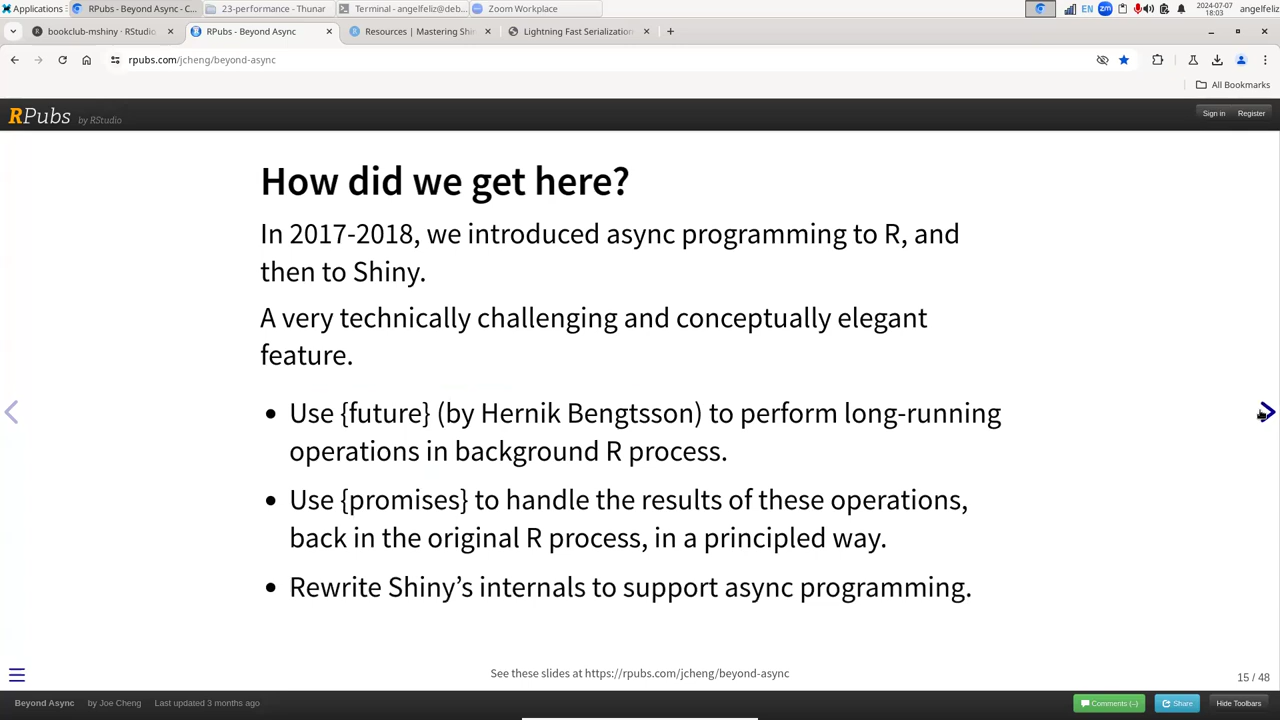 Applications
RPubs - Beyond Async - C...
23-performance - Thunar
Terminal - angelfeliz@deb...
Zoom Workplace
EN
zm
2024-07-07
18:03
angelfeliz
bookclub-mshiny · RStudio
RPubs - Beyond Async
Resources | Mastering Shi
Lightning Fast Serialization
rpubs.com/jcheng/beyond-async
All Bookmarks
RPubs by RStudio
Sign in
Register
How did we get here?
In 2017-2018, we introduced async programming to R, and
then to Shiny.
A very technically challenging and conceptually elegant
feature.
• Use {future} (by Hernik Bengtsson) to perform long-running
operations in background R process.
• Use {promises} to handle the results of these operations,
back in the original R process, in a principled way.
• Rewrite Shiny’s internals to support async programming.
See these slides at https://rpubs.com/jcheng/beyond-async
15 / 48
Beyond Async
by Joe Cheng
Last updated 3 months ago
Comments (–)
Share
Hide Toolbars